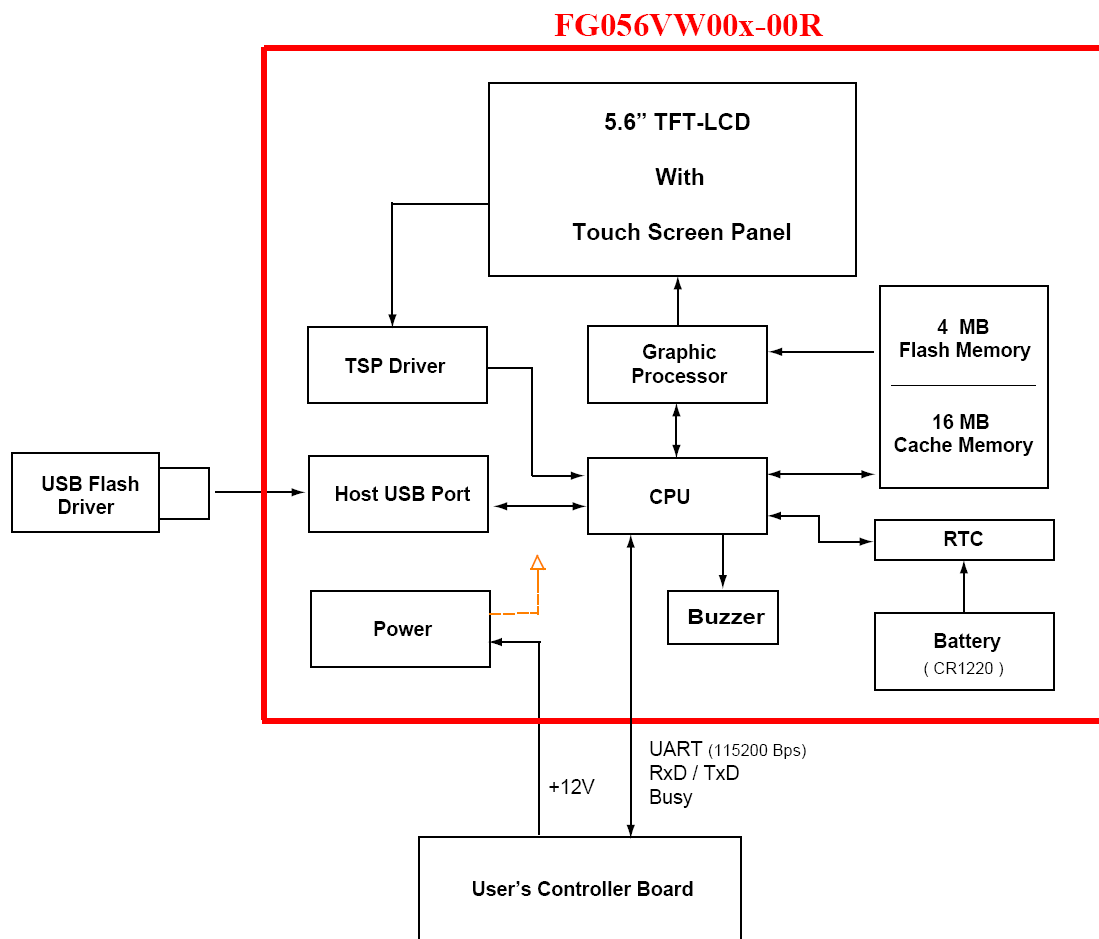 FG056VW00x-00R
5.6” TFT-LCD
With
Touch Screen Panel
TSP Driver
Graphic
Processor
4 MB
Flash Memory
16 MB
Cache Memory
USB Flash
Driver
Host USB Port
CPU
RTC
Power
Buzzer
Battery
( CR1220 )
+12V
UART (115200 Bps)
RxD / TxD
Busy
User’s Controller Board